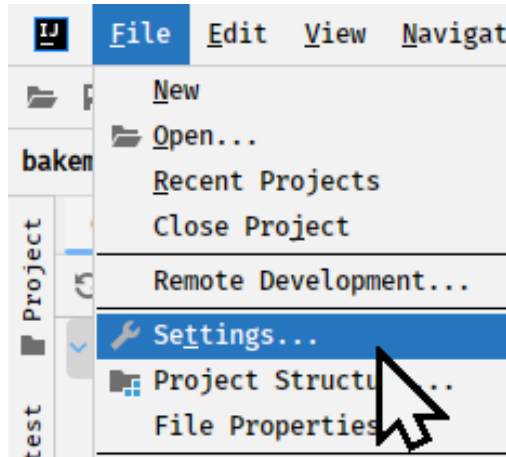 IJ File Edit View Navigat
New
Open...
bakem
Recent Projects
Close Project
Remote Development...
Settings...
Project Structu...
File Properties
Project
test